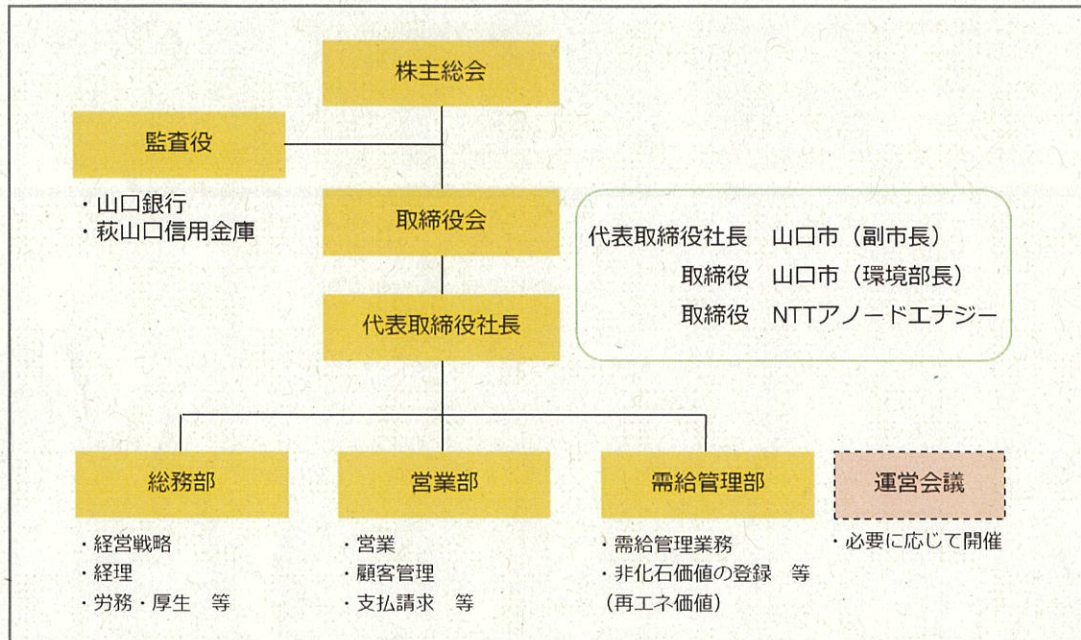 株主総会
監査役
・山口銀行
・萩山口信用金庫
取締役会
代表取締役社長　山口市（副市長）
取締役　山口市（環境部長）
取締役　NTTアノードエナジー
代表取締役社長
総務部
・経営戦略
・経理
・労務・厚生　等
営業部
・営業
・顧客管理
・支払請求　等
需給管理部
・需給管理業務
・非化石価値の登録　等
（再エネ価値）
運営会議
・必要に応じて開催